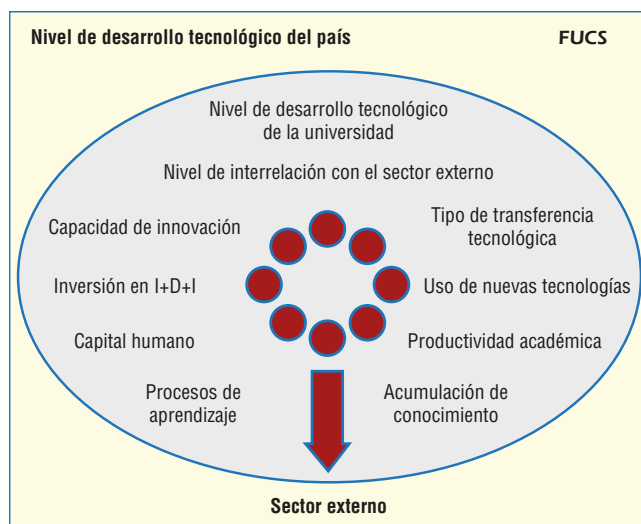 Nivel de desarrollo tecnológico del país
FUCS
Nivel de desarrollo tecnológico
de la universidad
Nivel de interrelación con el sector externo
Capacidad de innovación
Tipo de transferencia
tecnológica
Inversión en I+D+I
Uso de nuevas tecnologías
Capital humano
Productividad académica
Procesos de
aprendizaje
Acumulación de
conocimiento
Sector externo